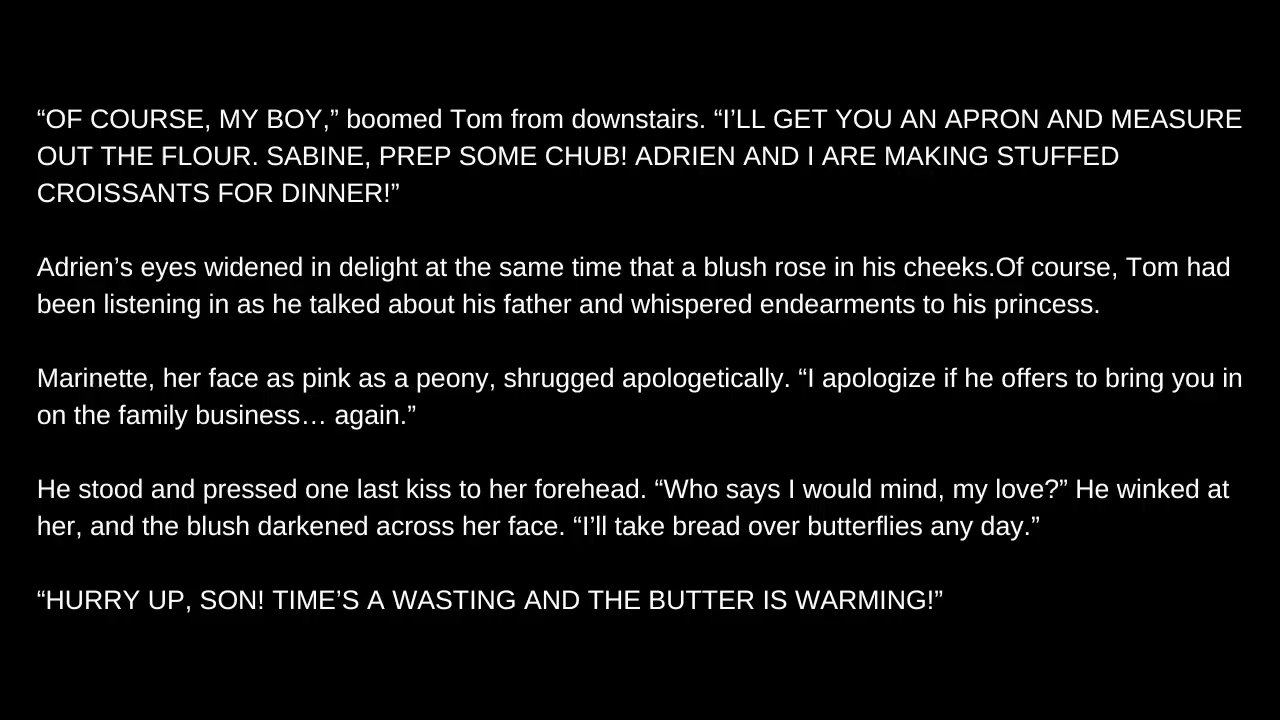 “OF COURSE, MY BOY,” boomed Tom from downstairs. “I’LL GET YOU AN APRON AND MEASURE
OUT THE FLOUR. SABINE, PREP SOME CHUB! ADRIEN AND I ARE MAKING STUFFED
CROISSANTS FOR DINNER!”
Adrien’s eyes widened in delight at the same time that a blush rose in his cheeks.Of course, Tom had
been listening in as he talked about his father and whispered endearments to his princess.
Marinette, her face as pink as a peony, shrugged apologetically. “I apologize if he offers to bring you in
on the family business… again.”
He stood and pressed one last kiss to her forehead. “Who says I would mind, my love?” He winked at
her, and the blush darkened across her face. “I’ll take bread over butterflies any day.”
“HURRY UP, SON! TIME’S A WASTING AND THE BUTTER IS WARMING!”